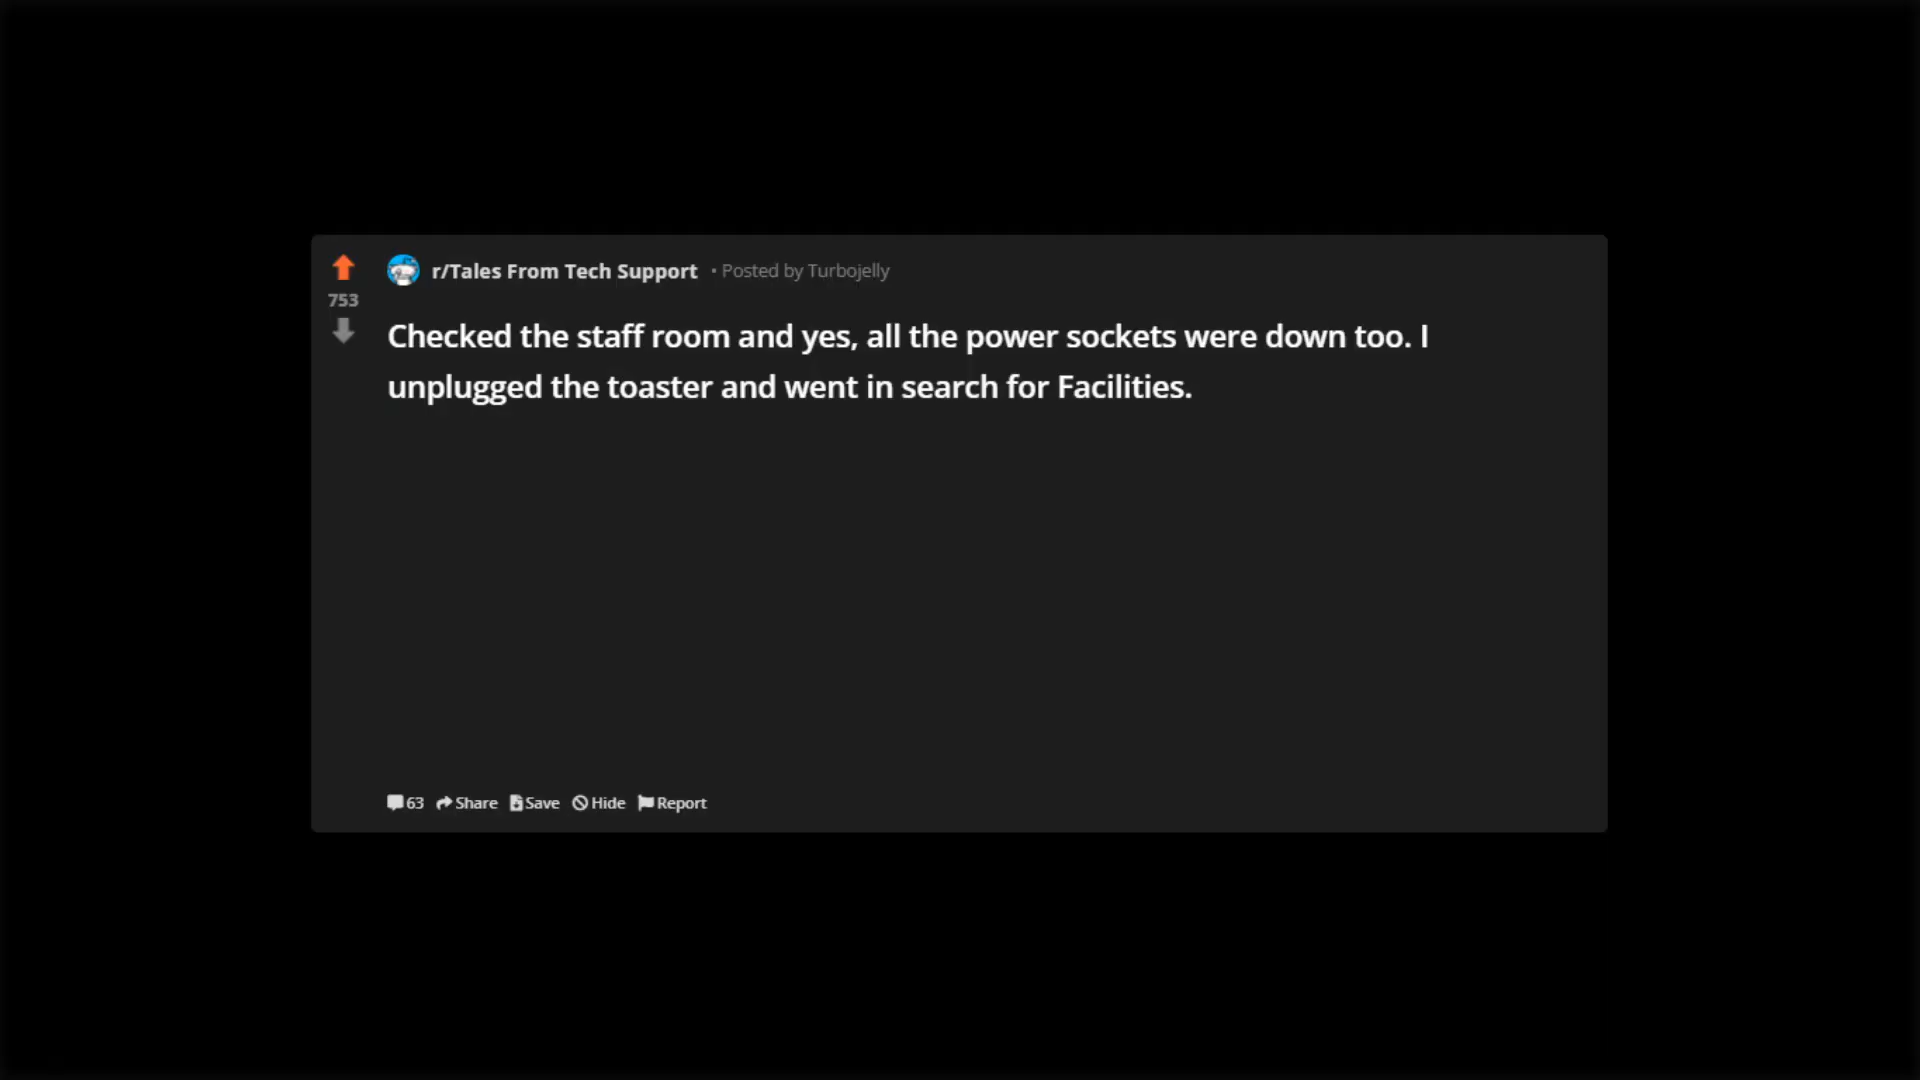 r/Tales From Tech Support • Posted by Turbojelly
753
Checked the staff room and yes, all the power sockets were down too. I
unplugged the toaster and went in search for Facilities.
63 Share Save Hide Report